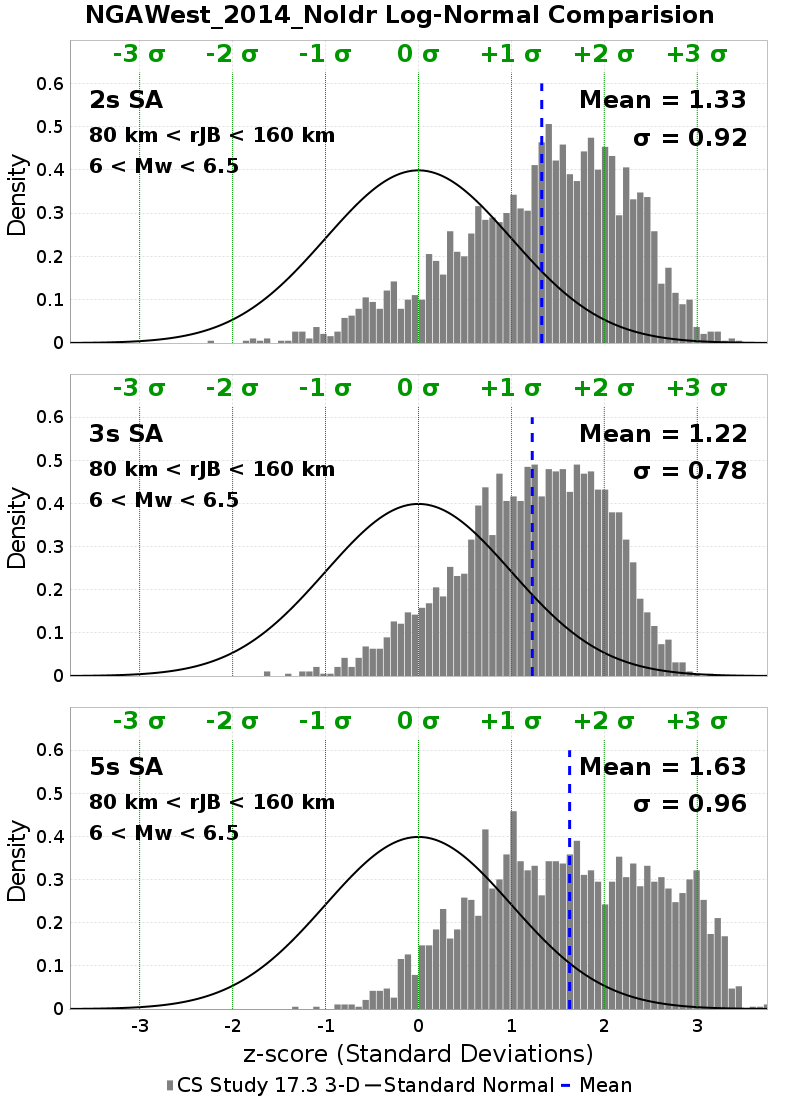 NGAWest_2014_NoIdr Log-Normal Comparision
-3 σ -2 σ -1 σ 0 σ +1 σ +2 σ +3 σ
0.6
2s SA Mean = 1.33
0.5
80 km < rJB < 160 km σ = 0.92
6 < Mw < 6.5
0.4
Density
0.3
0.2
0.1
0
-3 σ -2 σ -1 σ 0 σ +1 σ +2 σ +3 σ
0.6
3s SA Mean = 1.22
0.5
80 km < rJB < 160 km σ = 0.78
6 < Mw < 6.5
0.4
Density
0.3
0.2
0.1
0
-3 σ -2 σ -1 σ 0 σ +1 σ +2 σ +3 σ
0.6
5s SA Mean = 1.63
0.5
80 km < rJB < 160 km σ = 0.96
6 < Mw < 6.5
0.4
Density
0.3
0.2
0.1
0
-3 -2 -1 0 1 2 3
z-score (Standard Deviations)
CS Study 17.3 3-D Standard Normal Mean